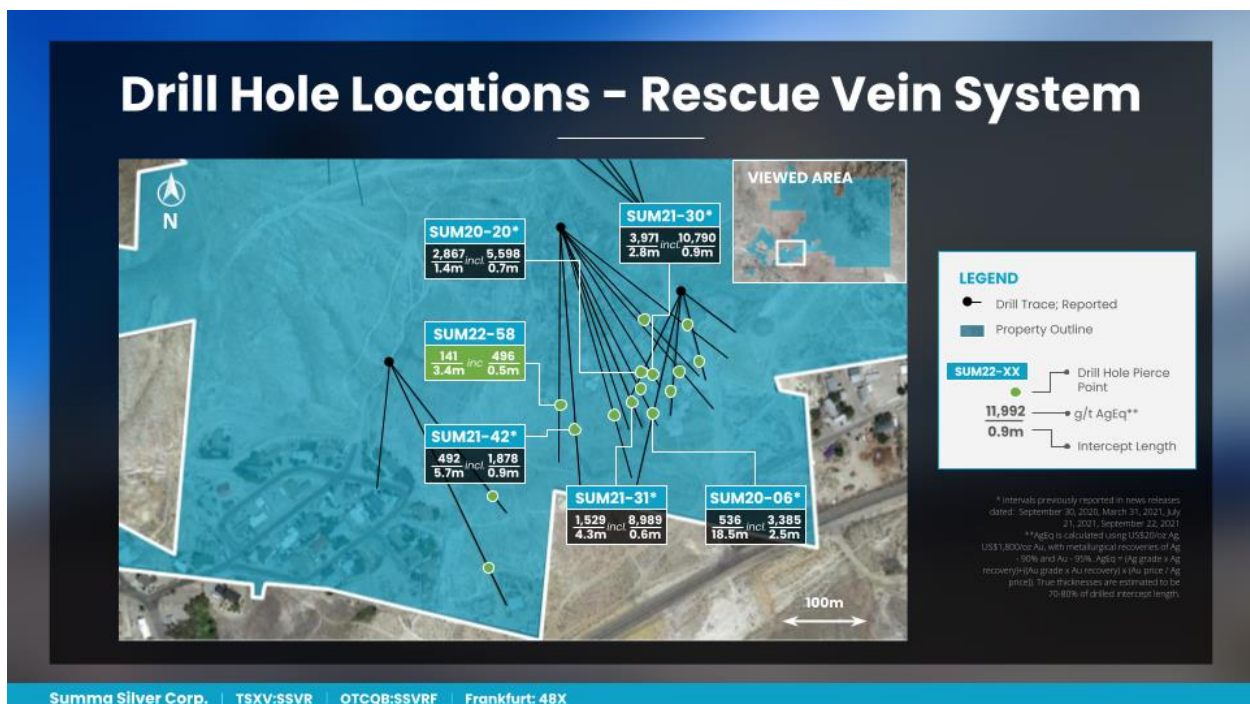 Drill Hole Locations - Rescue Vein System
N
VIEWED AREA
SUM20-20*
2,867 incl. 5,598
1.4m 0.7m
SUM21-30*
3,971 incl. 10,790
2.8m 0.9m
SUM22-58
141 inc 496
3.4m 0.5m
SUM21-42*
492 incl. 1,878
5.7m 0.9m
SUM21-31*
1,529 incl. 8,989
4.3m 0.6m
SUM20-06*
536 incl. 3,385
18.5m 2.5m
100m
LEGEND
Drill Trace; Reported
Property Outline
SUM22-XX
Drill Hole Pierce
Point
11,992
g/t AgEq**
0.9m
Intercept Length
* Intervals previously reported in news releases
dated: September 30, 2020, March 31, 2021, July
21, 2021, September 22, 2021
**AgEq is calculated using US$20/oz Ag,
US$1,800/oz Au, with metallurgical recoveries of Ag
- 90% and Au - 95%. AgEq = (Ag grade x Ag
recovery)+((Au grade x Au recovery) x (Au price / Ag
price)). True thicknesses are estimated to be
70-80% of drilled intercept length.
Summa Silver Corp. | TSXV:SSVR | OTCQB:SSVRF | Frankfurt: 48X